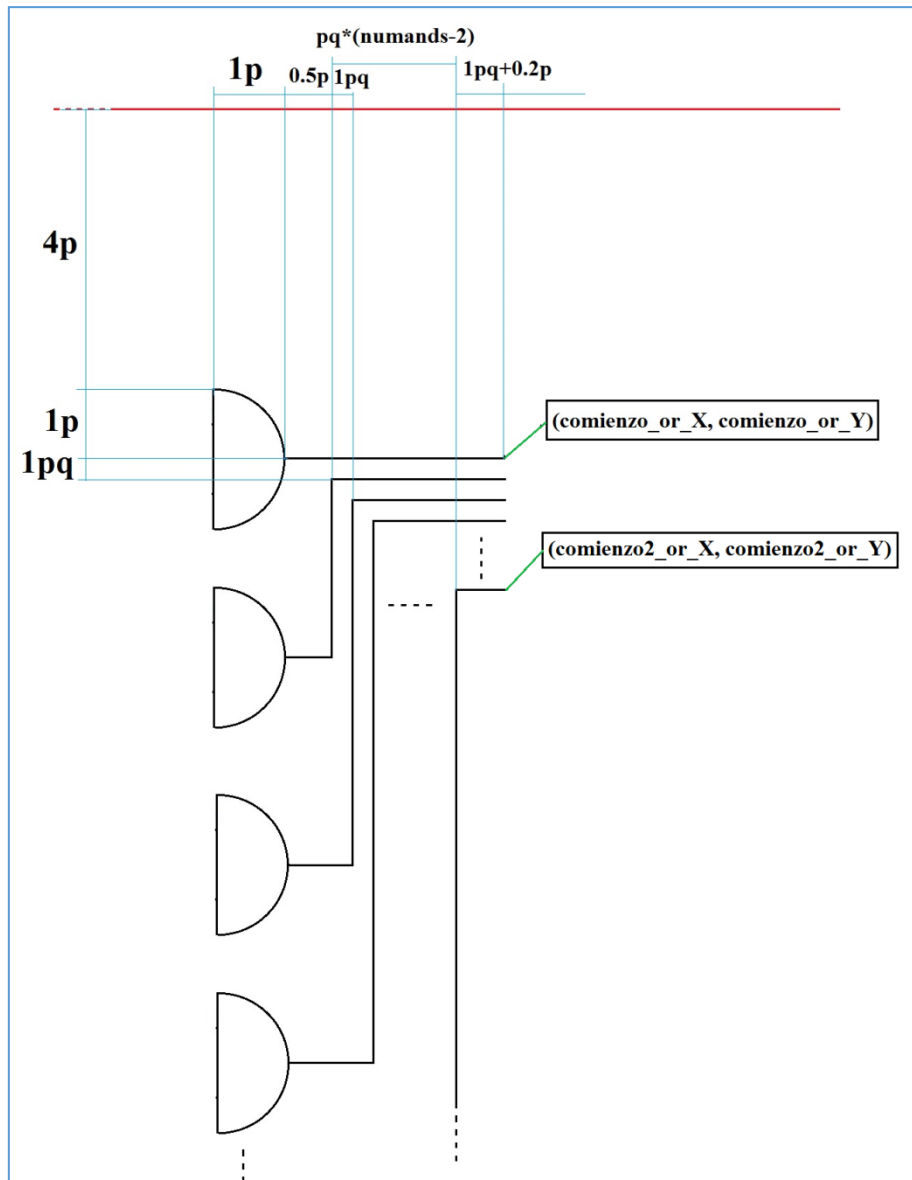 pq*(numands-2)
1p 0.5p 1pq 1pq+0.2p
4p
1p
1pq
(comienzo_or_X, comienzo_or_Y)
(comienzo2_or_X, comienzo2_or_Y)